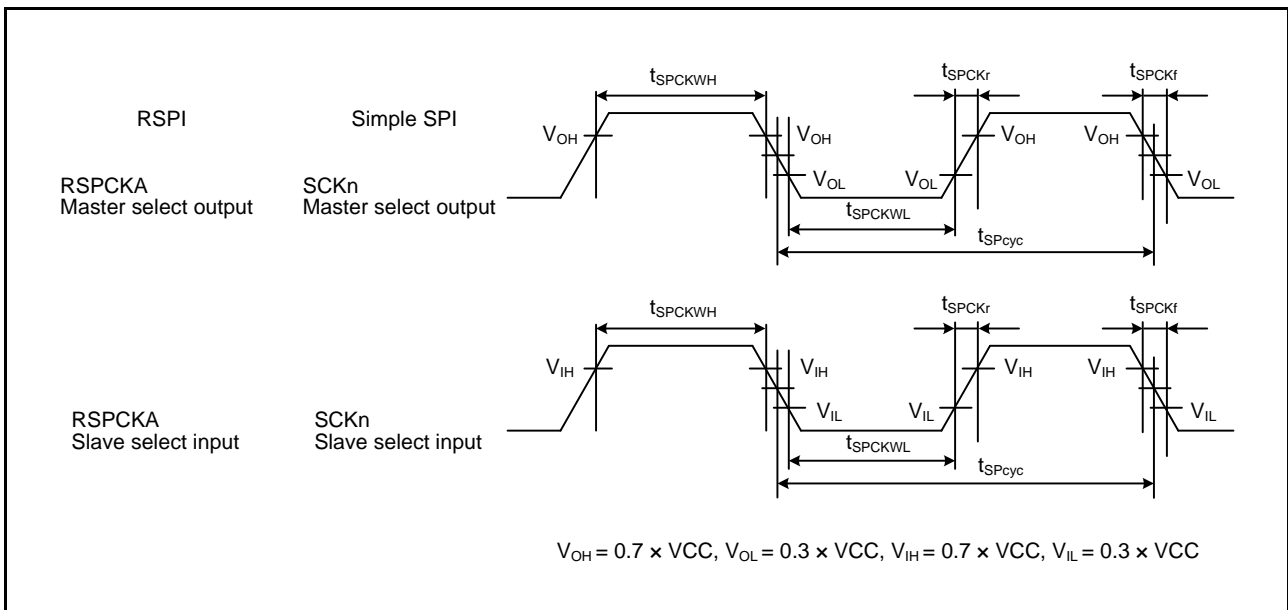 tSPCKWH
tSPCKr
tSPCKf
RSPI
Simple SPI
VOH
VOH
VOH
VOH
RSPCKA
Master select output
SCKn
Master select output
VOL
VOL
VOL
tSPCKWL
tSPcyc
tSPCKWH
tSPCKr
tSPCKf
VIH
VIH
VIH
VIH
RSPCKA
Slave select input
SCKn
Slave select input
VIL
VIL
VIL
tSPCKWL
tSPcyc
VOH = 0.7 × VCC, VOL = 0.3 × VCC, VIH = 0.7 × VCC, VIL = 0.3 × VCC